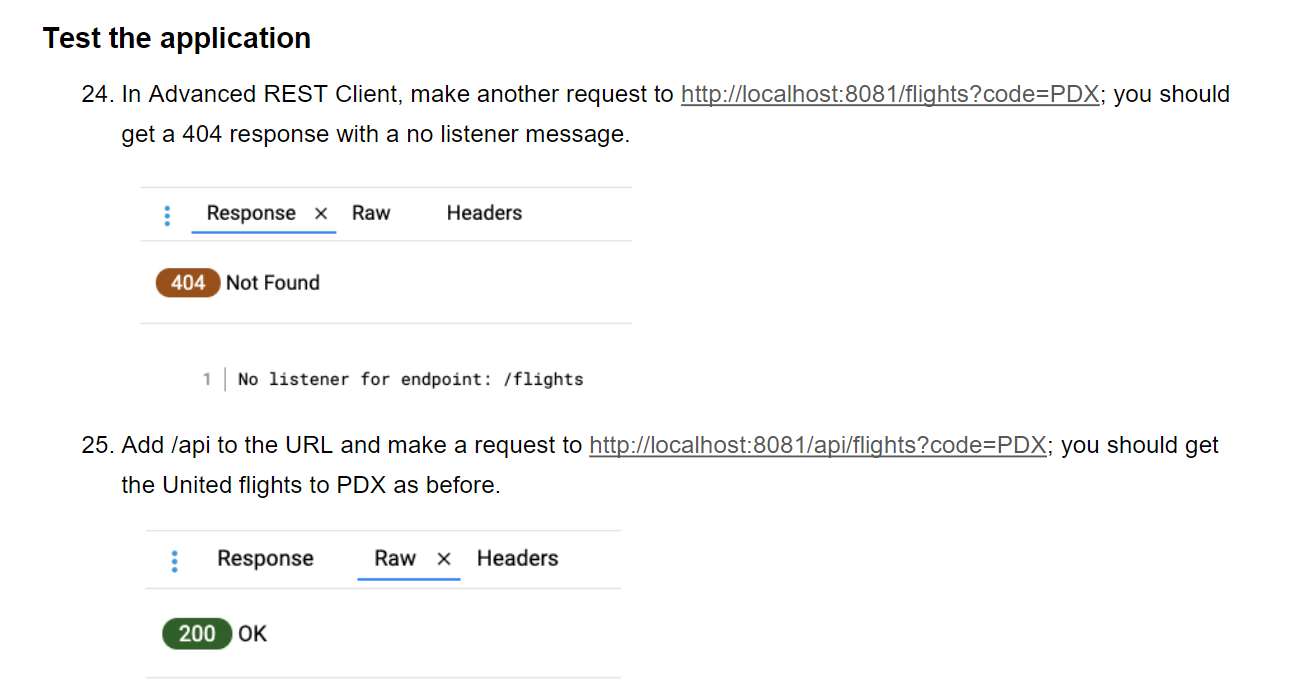 Test the application
24. In Advanced REST Client, make another request to http://localhost:8081/flights?code=PDX; you should
get a 404 response with a no listener message.
Response × Raw Headers
404 Not Found
1 No listener for endpoint: /flights
25. Add /api to the URL and make a request to http://localhost:8081/api/flights?code=PDX; you should get
the United flights to PDX as before.
Response Raw × Headers
200 OK